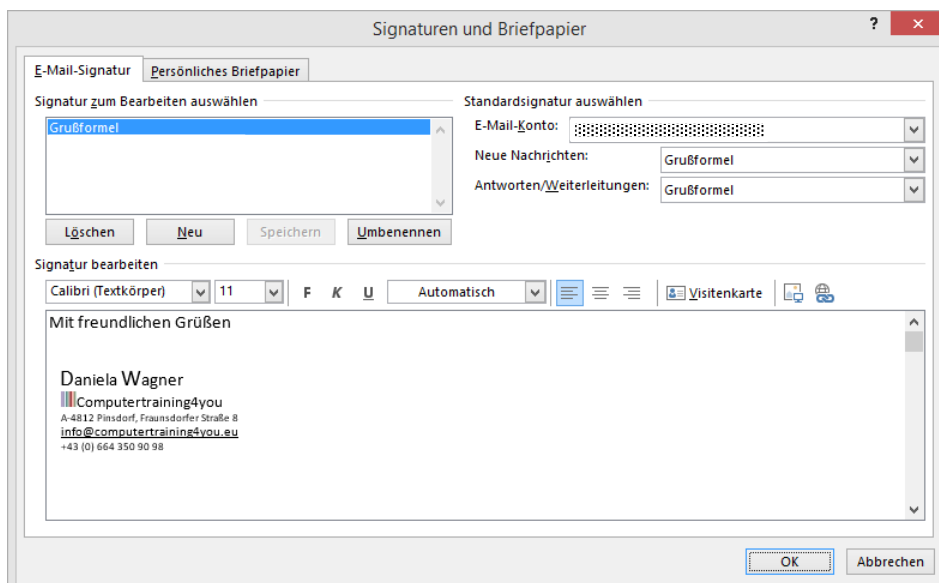 Signaturen und Briefpapier
?
E-Mail-Signatur Persönliches Briefpapier
Signatur zum Bearbeiten auswählen
Grußformel
Löschen Neu Speichern Umbenennen
Standardsignatur auswählen
E-Mail-Konto:
Neue Nachrichten: Grußformel
Antworten/Weiterleitungen: Grußformel
Signatur bearbeiten
Calibri (Textkörper) 11 F K U Automatisch Visitenkarte
Mit freundlichen Grüßen
Daniela Wagner
Computertraining4you
A-4812 Pinsdorf, Fraunsdorfer Straße 8
info@computertraining4you.eu
+43 (0) 664 350 90 98
OK Abbrechen